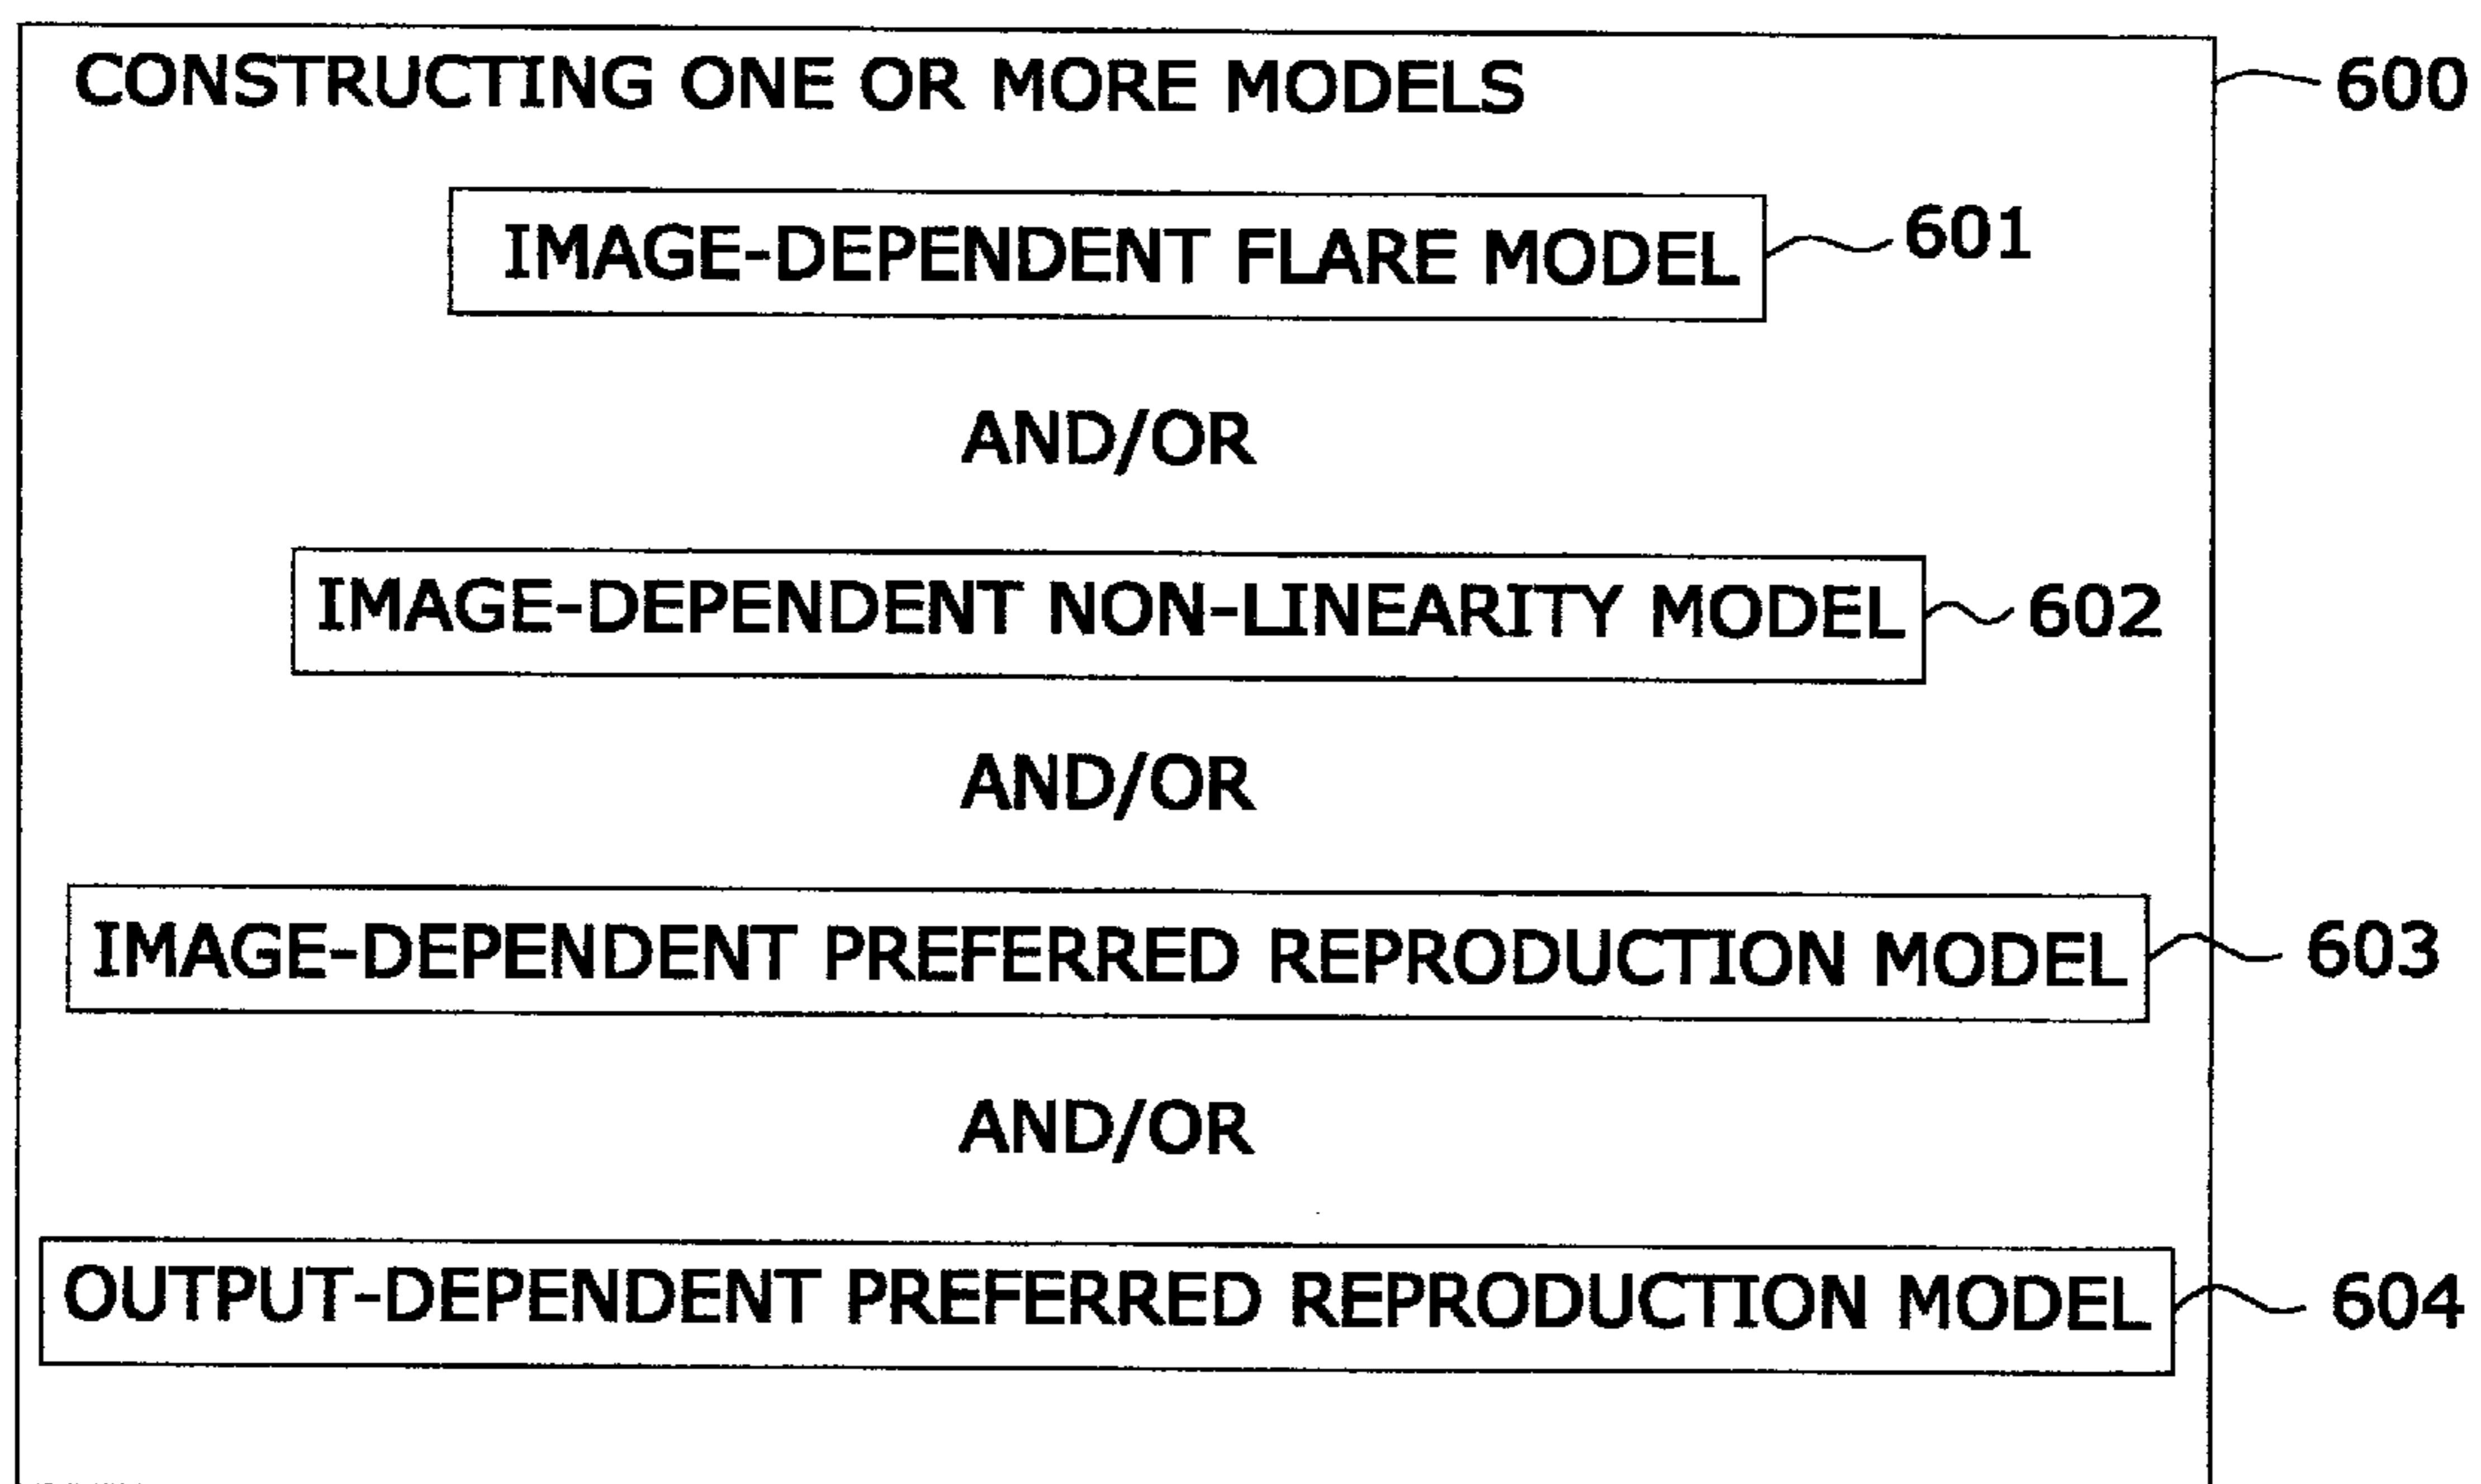 CONSTRUCTING ONE OR MORE MODELS 600
IMAGE-DEPENDENT FLARE MODEL 601
AND/OR
IMAGE-DEPENDENT NON-LINEARITY MODEL 602
AND/OR
IMAGE-DEPENDENT PREFERRED REPRODUCTION MODEL 603
AND/OR
OUTPUT-DEPENDENT PREFERRED REPRODUCTION MODEL 604